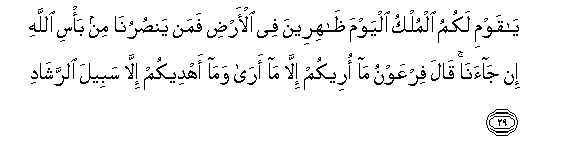 يَـٰقَوْمِ لَكُمُ ٱلْمُلْكُ ٱلْيَوْمَ ظَـٰهِرِينَ فِى ٱلْأَرْضِ فَمَن يَنصُرُنَا مِنۢ بَأْسِ ٱللَّهِ
إِن جَآءَنَا ۚ قَالَ فِرْعَوْنُ مَآ أُرِيكُمْ إِلَّا مَآ أَرَىٰ وَمَآ أَهْدِيكُمْ إِلَّا سَبِيلَ ٱلرَّشَادِ
٢٩